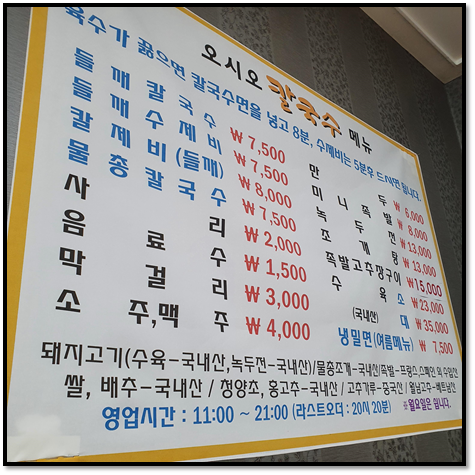 오시오 칼국수 메뉴
육수가 끓으면 칼국수면을 넣고 8분, 수제비는 5분후 드시면 됩니다.
들깨칼국수 ₩7,500
들깨수제비 ₩7,500
칼제비(들깨) ₩8,000
물총칼국수 ₩7,500
사리 ₩2,000
음료수 ₩1,500
막걸리 ₩3,000
소주,맥주 ₩4,000
만두 ₩6,000
미니족발 ₩8,000
녹두전 ₩13,000
조개탕 ₩13,000
족발고추장구이 ₩15,000
수육 소 ₩23,000
(국내산) 대 ₩35,000
냉밀면(여름메뉴) ₩7,500
돼지고기(수육-국내산,녹두전-국내산)/물총조개-국내산/족발-프랑스,스페인 외 수입산
쌀, 배추-국내산 / 청양초, 홍고추-국내산 / 고추가루-중국산 / 월남고추-베트남산
영업시간 : 11:00 ~ 21:00 (라스트오더 : 20시 20분) #월요일은 쉽니다.